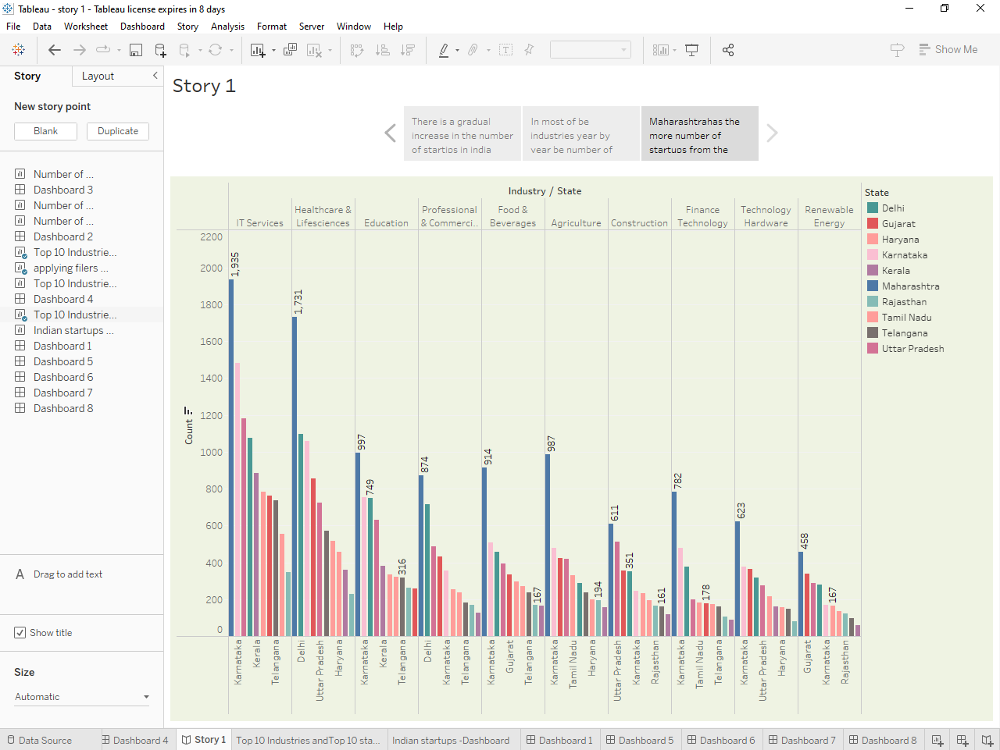 Tableau - story 1 - Tableau license expires in 8 days
File Data Worksheet Dashboard Story Analysis Format Server Window Help
Show Me
Story Layout
New story point
Blank Duplicate
Number of ...
Dashboard 3
Number of ...
Number of ...
Dashboard 2
Top 10 Industrie...
applying filers ...
Top 10 Industrie...
Dashboard 4
Top 10 Industrie...
Indian startups ...
Dashboard 1
Dashboard 5
Dashboard 6
Dashboard 7
Dashboard 8
A Drag to add text
Show title
Size
Automatic
Story 1
There is a gradual
increase in the number
of startips in india
In most of be
industries year by
year be number of
Maharashtrahas the
more number of
startups from the
Industry / State
IT Services
Healthcare &
Lifesciences
Education
Professional
& Commerci..
Food &
Beverages
Agriculture
Construction
Finance
Technology
Technology
Hardware
Renewable
Energy
2200
2000
1800
1600
1400
1200
1000
800
600
400
200
0
Count
1,935
1,731
997
749
316
874
914
167
987
194
611
351
161
782
178
623
458
167
Karnataka
Kerala
Telangana
Delhi
Uttar Pradesh
Haryana
Karnataka
Kerala
Telangana
Delhi
Karnataka
Telangana
Karnataka
Gujarat
Telangana
Karnataka
Tamil Nadu
Haryana
Uttar Pradesh
Karnataka
Rajasthan
Karnataka
Tamil Nadu
Telangana
Karnataka
Uttar Pradesh
Haryana
Gujarat
Karnataka
Rajasthan
State
Delhi
Gujarat
Haryana
Karnataka
Kerala
Maharashtra
Rajasthan
Tamil Nadu
Telangana
Uttar Pradesh
Data Source Dashboard 4 Story 1 Top 10 Industries andTop 10 sta... Indian startups -Dashboard Dashboard 1 Dashboard 5 Dashboard 6 Dashboard 7 Dashboard 8